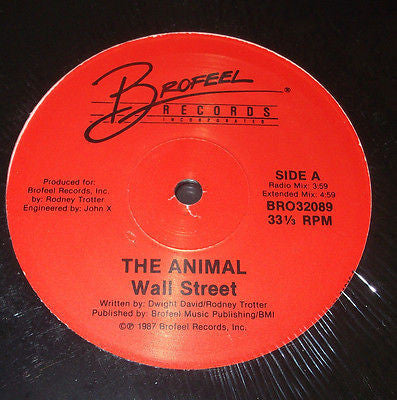 BROFEEL ®
RECORDS
INCORPORATED
Produced for:
Brofeel Records, Inc.
by: Rodney Trotter
Engineered by: John X
SIDE A
Radio Mix: 3:59
Extended Mix: 4:59
BRO32089
33⅓ RPM
THE ANIMAL
Wall Street
Written by: Dwight David/Rodney Trotter
Published by: Brofeel Music Publishing/BMI
©℗ 1987 Brofeel Records, Inc.